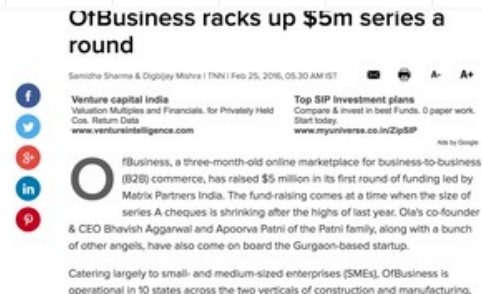 OfBusiness racks up $5m series a
round
Samidha Sharma & Digbijay Mishra | TNN | Feb 25, 2016, 05.30 AM IST
A-
A+
Venture capital india
Valuation Multiples and Financials. for Privately Held
Cos. Return Data
www.ventureintelligence.com
Top SIP Investment plans
Compare & invest in best Funds. 0 paper work.
Start today.
www.myuniverse.co.in/ZipSIP
Ads by Google
f
g+
in
OfBusiness, a three-month-old online marketplace for business-to-business
(B2B) commerce, has raised $5 million in its first round of funding led by
Matrix Partners India. The fund-raising comes at a time when the size of
series A cheques is shrinking after the highs of last year. Ola's co-founder
& CEO Bhavish Aggarwal and Apoorva Patni of the Patni family, along with a bunch
of other angels, have also come on board the Gurgaon-based startup.
Catering largely to small- and medium-sized enterprises (SMEs), OfBusiness is
operational in 10 states across the two verticals of construction and manufacturing,